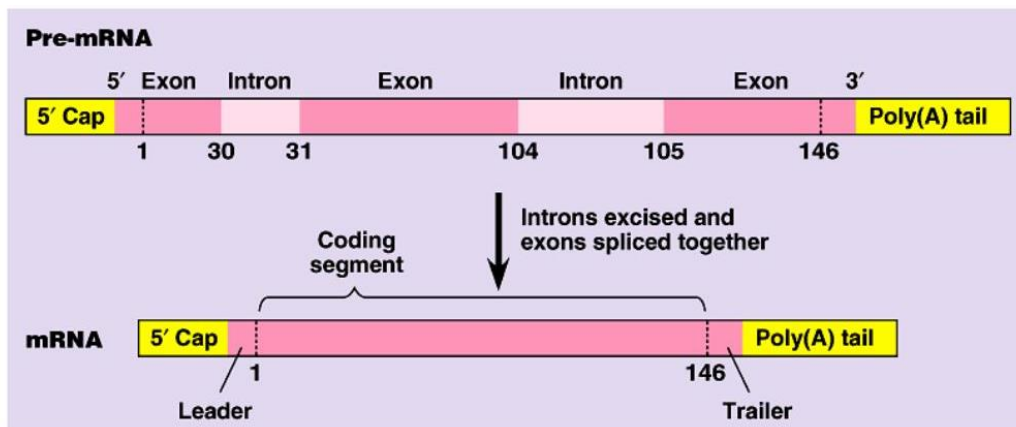 Pre-mRNA
5′ Exon Intron Exon Intron Exon 3′
5′ Cap Poly(A) tail
1 30 31 104 105 146
Introns excised and
exons spliced together
Coding
segment
mRNA 5′ Cap Poly(A) tail
1 146
Leader Trailer